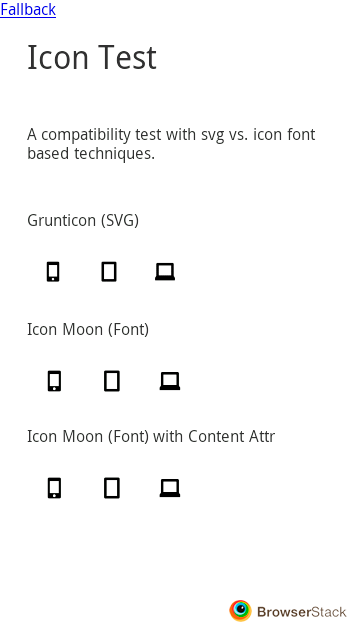 Fallback
Icon Test
A compatibility test with svg vs. icon font
based techniques.
Grunticon (SVG)
Icon Moon (Font)
Icon Moon (Font) with Content Attr
BrowserStack